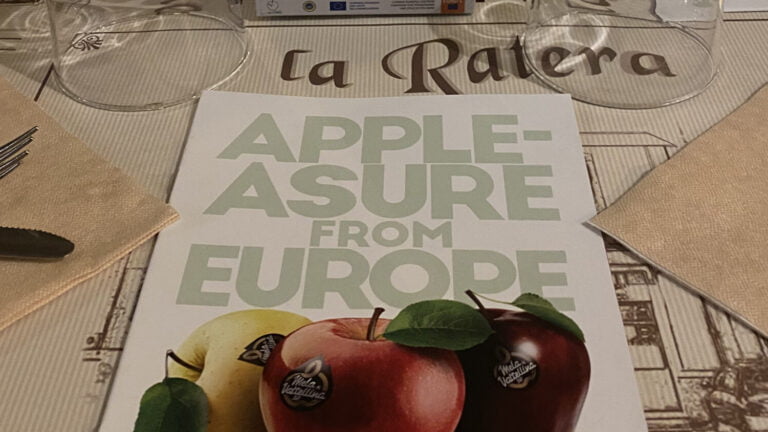 La Ratera
APPLE-
ASURE
FROM
EUROPE
Mela
Valtellina
Mela
Valtellina